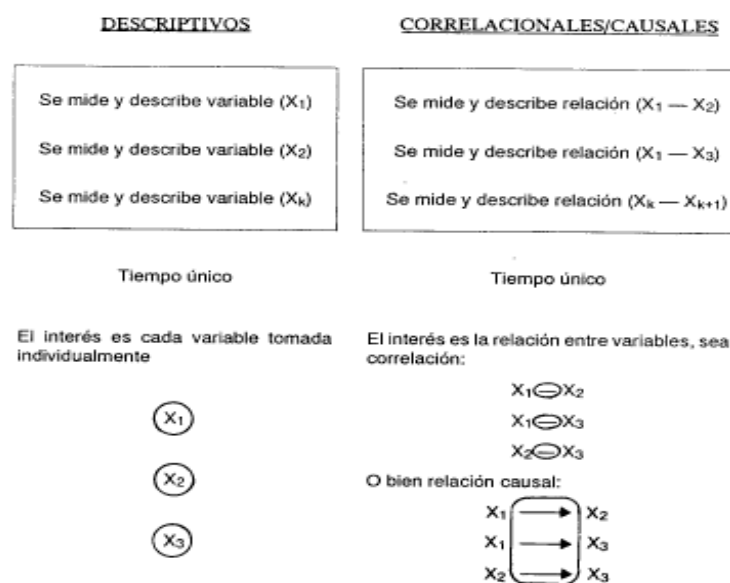 DESCRIPTIVOS
Se mide y describe variable (X₁)
Se mide y describe variable (X₂)
Se mide y describe variable (Xₖ)
Tiempo único
El interés es cada variable tomada
individualmente
X₁
X₂
X₃
CORRELACIONALES/CAUSALES
Se mide y describe relación (X₁ — X₂)
Se mide y describe relación (X₁ — X₃)
Se mide y describe relación (Xₖ — Xₖ₊₁)
Tiempo único
El interés es la relación entre variables, sea
correlación:
X₁ — X₂
X₁ — X₃
X₂ — X₃
O bien relación causal:
X₁ → X₂
X₁ → X₃
X₂ → X₃